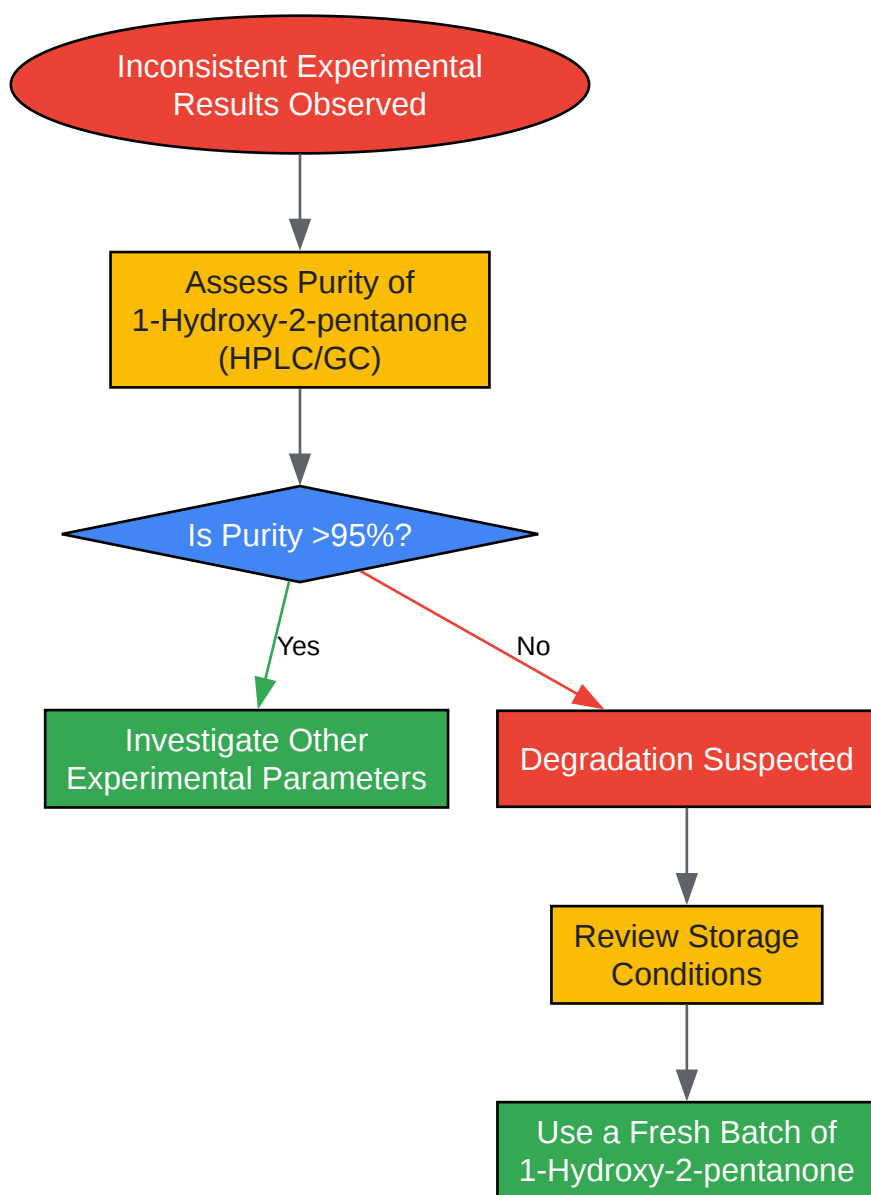 Inconsistent Experimental
Results Observed
Assess Purity of
1-Hydroxy-2-pentanone
(HPLC/GC)
Is Purity >95%?
Yes
No
Investigate Other
Experimental Parameters
Degradation Suspected
Review Storage
Conditions
Use a Fresh Batch of
1-Hydroxy-2-pentanone